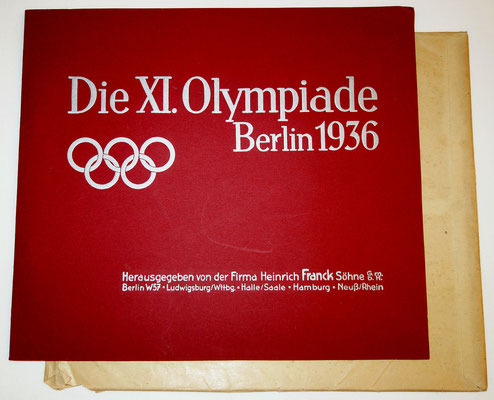 Die XI. Olympiade
Berlin 1936
Herausgegeben von der Firma Heinrich Franck Söhne G.m.b.H.
Berlin W57 • Ludwigsburg/Wttbg. • Halle/Saale • Hamburg • Neuß/Rhein